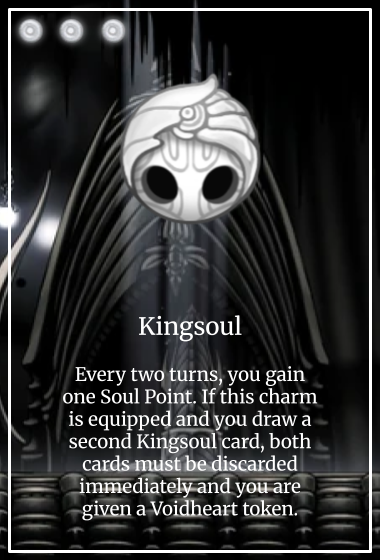 Kingsoul
Every two turns, you gain
one Soul Point. If this charm
is equipped and you draw a
second Kingsoul card, both
cards must be discarded
immediately and you are
given a Voidheart token.